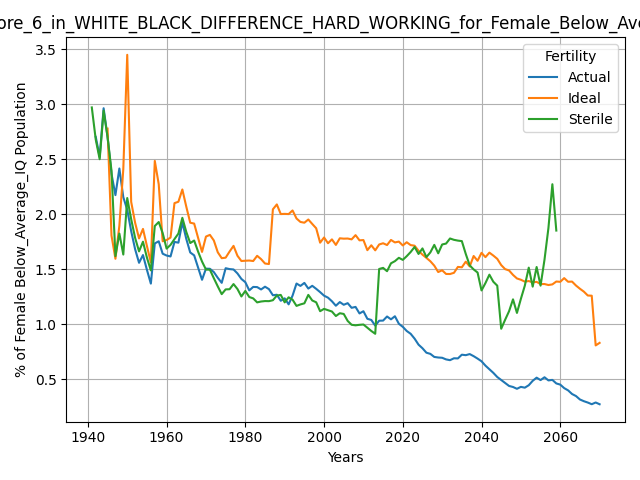 ore_6_in_WHITE_BLACK_DIFFERENCE_HARD_WORKING_for_Female_Below_Ave
Fertility
Actual
Ideal
Sterile
% of Female Below_Average_IQ Population
3.5
3.0
2.5
2.0
1.5
1.0
0.5
1940 1960 1980 2000 2020 2040 2060
Years